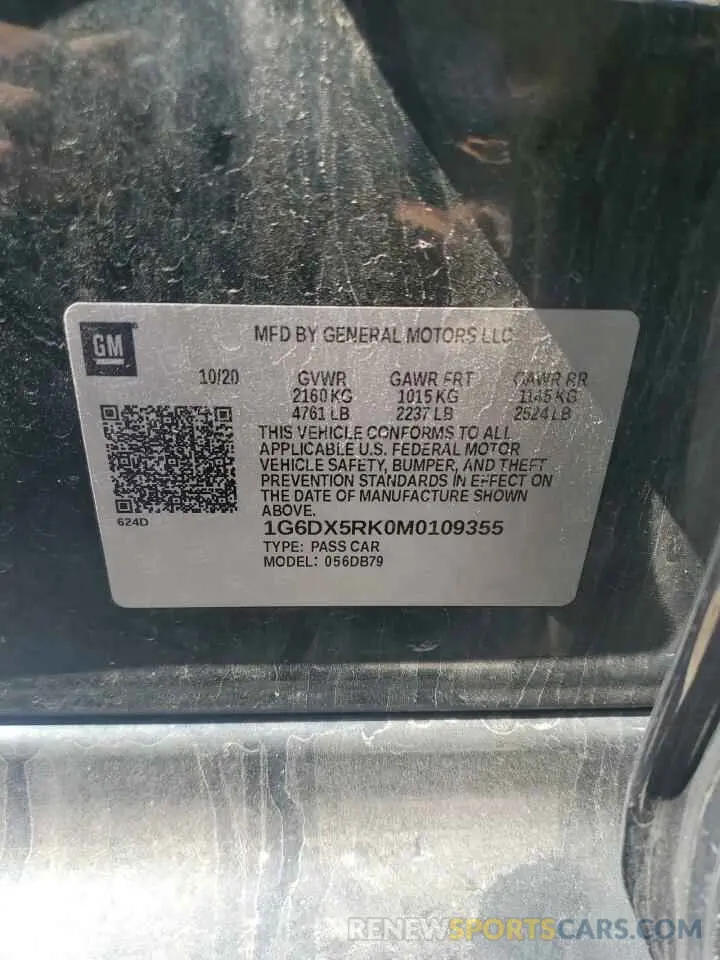 GM
MFD BY GENERAL MOTORS LLC
10/20 GVWR GAWR FRT GAWR RR
2160 KG 1015 KG 1145 KG
4761 LB 2237 LB 2524 LB
THIS VEHICLE CONFORMS TO ALL
APPLICABLE U.S. FEDERAL MOTOR
VEHICLE SAFETY, BUMPER, AND THEFT
PREVENTION STANDARDS IN EFFECT ON
THE DATE OF MANUFACTURE SHOWN
ABOVE.
624D
1G6DX5RK0M0109355
TYPE: PASS CAR
MODEL: 056DB79
RENEWSPORTSCARS.COM